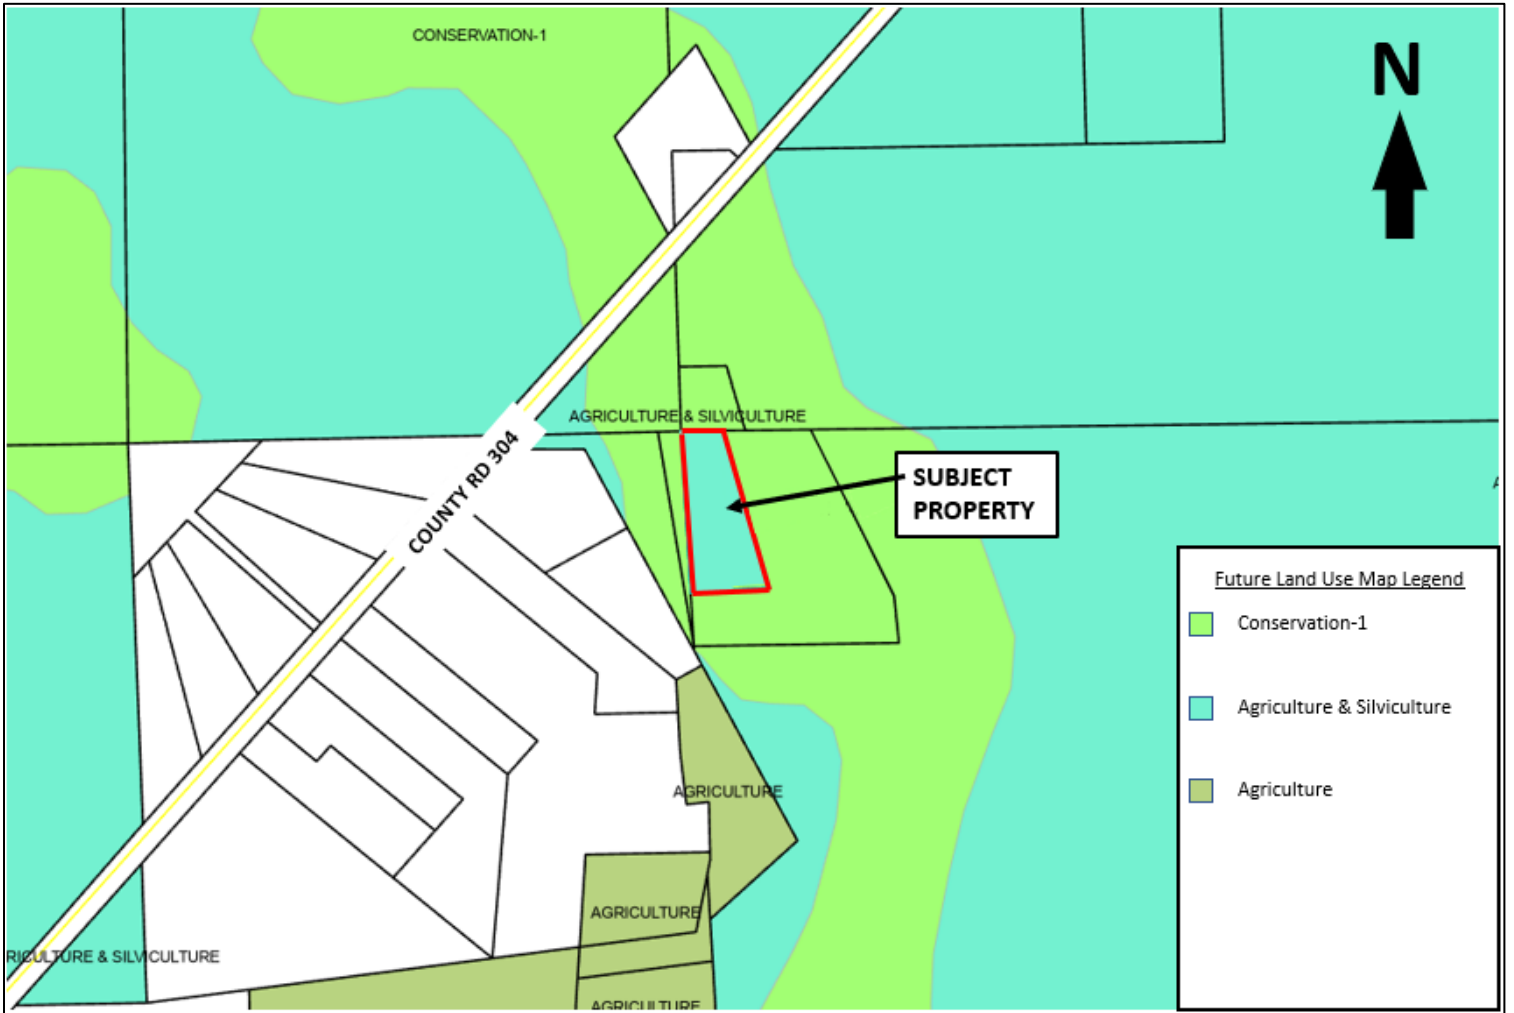 CONSERVATION-1
N
AGRICULTURE & SILVICULTURE
COUNTY RD 304
SUBJECT
PROPERTY
A
Future Land Use Map Legend
Conservation-1
Agriculture & Silviculture
Agriculture
AGRICULTURE
AGRICULTURE
RICULTURE & SILVICULTURE
AGRICULTURE